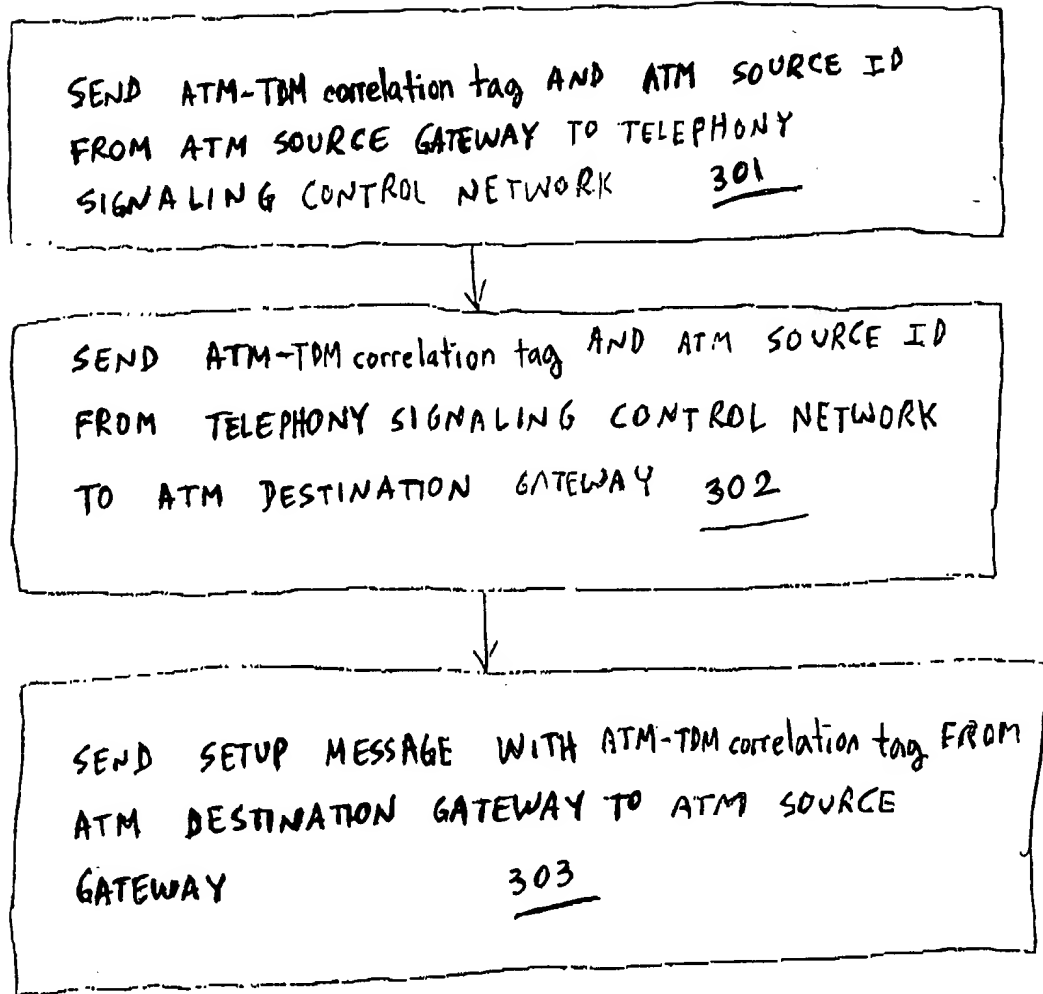 SEND ATM-TDM correlation tag AND ATM SOURCE ID
FROM ATM SOURCE GATEWAY TO TELEPHONY
SIGNALING CONTROL NETWORK 301
SEND ATM-TDM correlation tag AND ATM SOURCE ID
FROM TELEPHONY SIGNALING CONTROL NETWORK
TO ATM DESTINATION GATEWAY 302
SEND SETUP MESSAGE WITH ATM-TDM correlation tag FROM
ATM DESTINATION GATEWAY TO ATM SOURCE
GATEWAY 303